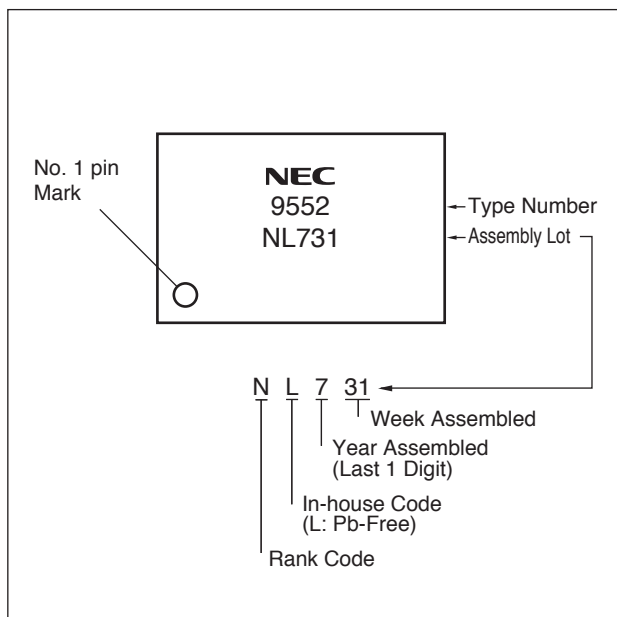 No. 1 pin
Mark
NEC
9552
NL731
Type Number
Assembly Lot
N L 7 31
Week Assembled
Year Assembled
(Last 1 Digit)
In-house Code
(L: Pb-Free)
Rank Code